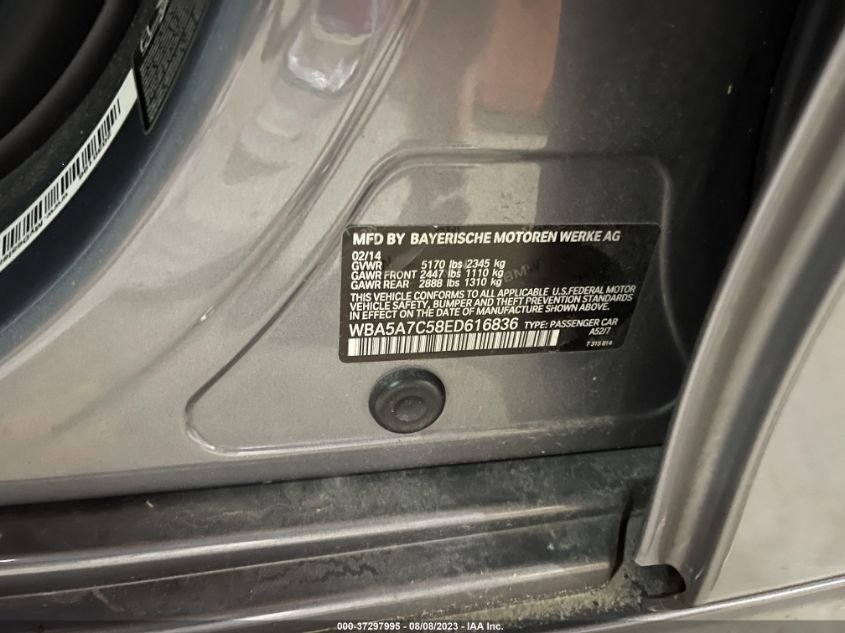 MFD BY BAYERISCHE MOTOREN WERKE AG
02/14
GVWR 5170 lbs 2345 kg
GAWR FRONT 2447 lbs 1110 kg
GAWR REAR 2888 lbs 1310 kg
THIS VEHICLE CONFORMS TO ALL APPLICABLE U.S.FEDERAL MOTOR
VEHICLE SAFETY, BUMPER AND THEFT PREVENTION STANDARDS
IN EFFECT ON THE DATE OF MANUFACTURE SHOWN ABOVE.
WBA5A7C58ED616836 TYPE: PASSENGER CAR
A52/7
7 315 814
000-37297995 - 08/08/2023 - IAA Inc.